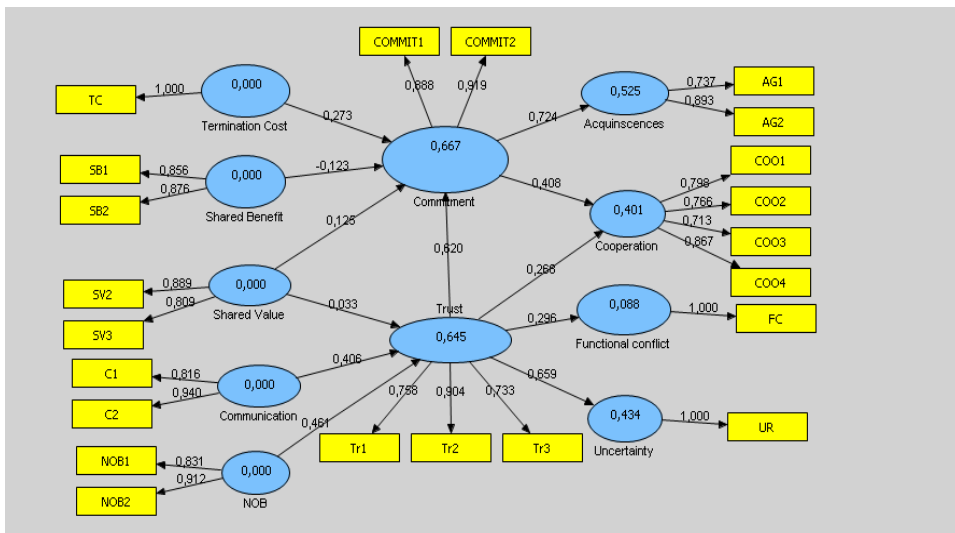 COMMIT1
COMMIT2
0,888
0,919
TC
1,000
0,000
Termination Cost
0,273
0,667
Commitment
0,724
0,525
Acquinscences
0,737
0,893
AG1
AG2
SB1
SB2
0,856
0,876
0,000
Shared Benefit
-0,123
0,408
0,401
Cooperation
0,798
0,766
0,713
0,867
COO1
COO2
COO3
COO4
0,125
0,620
0,268
SV2
SV3
0,889
0,809
0,000
Shared Value
0,033
Trust
0,645
0,296
0,088
Functional conflict
1,000
FC
C1
C2
0,816
0,940
0,000
Communication
0,406
0,758
0,904
0,733
Tr1
Tr2
Tr3
0,659
0,434
Uncertainty
1,000
UR
NOB1
NOB2
0,831
0,912
0,000
NOB
0,461